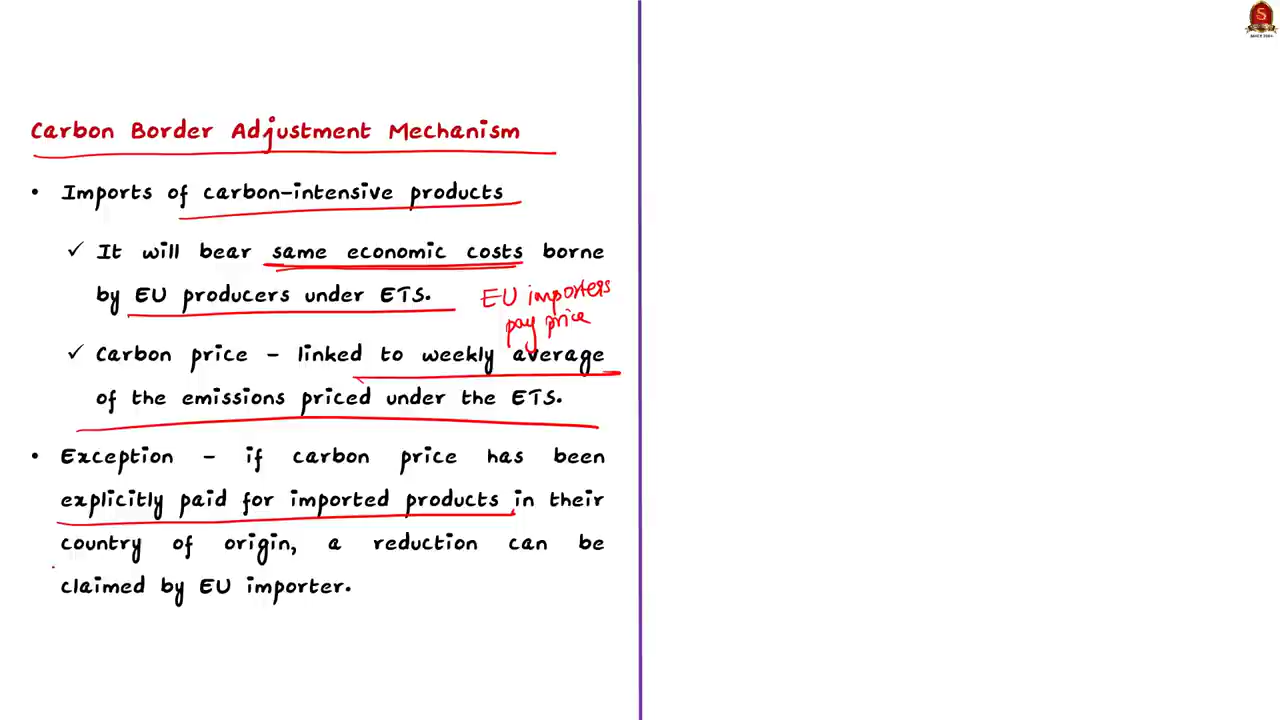 Carbon Border Adjustment Mechanism
• Imports of carbon-intensive products
✓ It will bear same economic costs borne
by EU producers under ETS.
EU importers
pay price
✓ Carbon price - linked to weekly average
of the emissions priced under the ETS.
• Exception - if carbon price has been
explicitly paid for imported products in their
country of origin, a reduction can be
claimed by EU importer.
S